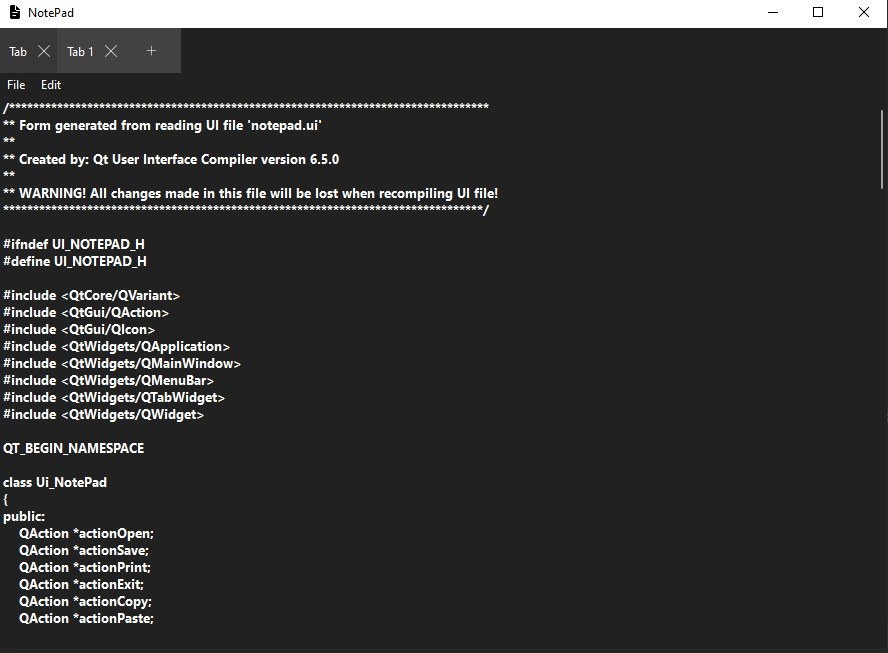 NotePad
Tab
Tab 1
+
File Edit
/********************************************************************************
** Form generated from reading UI file 'notepad.ui'
**
** Created by: Qt User Interface Compiler version 6.5.0
**
** WARNING! All changes made in this file will be lost when recompiling UI file!
********************************************************************************/
#ifndef UI_NOTEPAD_H
#define UI_NOTEPAD_H
#include <QtCore/QVariant>
#include <QtGui/QAction>
#include <QtGui/QIcon>
#include <QtWidgets/QApplication>
#include <QtWidgets/QMainWindow>
#include <QtWidgets/QMenuBar>
#include <QtWidgets/QTabWidget>
#include <QtWidgets/QWidget>
QT_BEGIN_NAMESPACE
class Ui_NotePad
{
public:
    QAction *actionOpen;
    QAction *actionSave;
    QAction *actionPrint;
    QAction *actionExit;
    QAction *actionCopy;
    QAction *actionPaste;